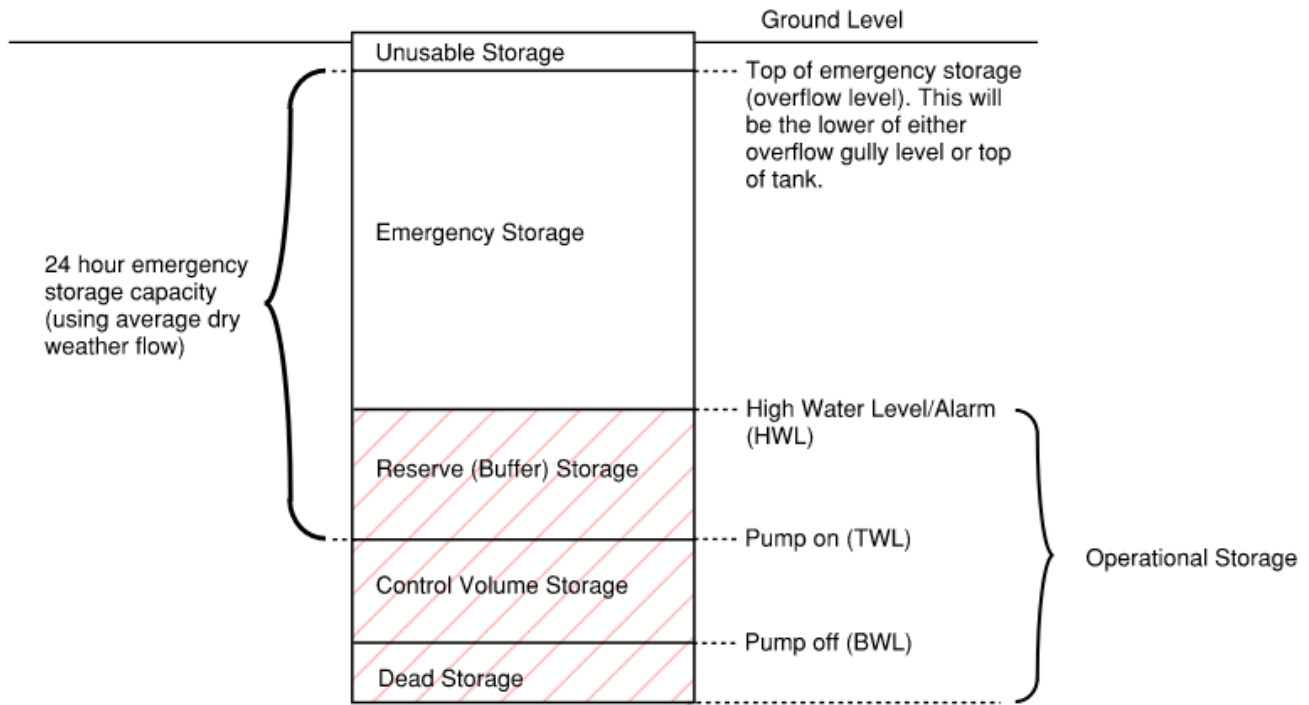 Ground Level
Unusable Storage
Top of emergency storage
(overflow level). This will
be the lower of either
overflow gully level or top
of tank.
Emergency Storage
24 hour emergency
storage capacity
(using average dry
weather flow)
High Water Level/Alarm
(HWL)
Reserve (Buffer) Storage
Pump on (TWL)
Operational Storage
Control Volume Storage
Pump off (BWL)
Dead Storage